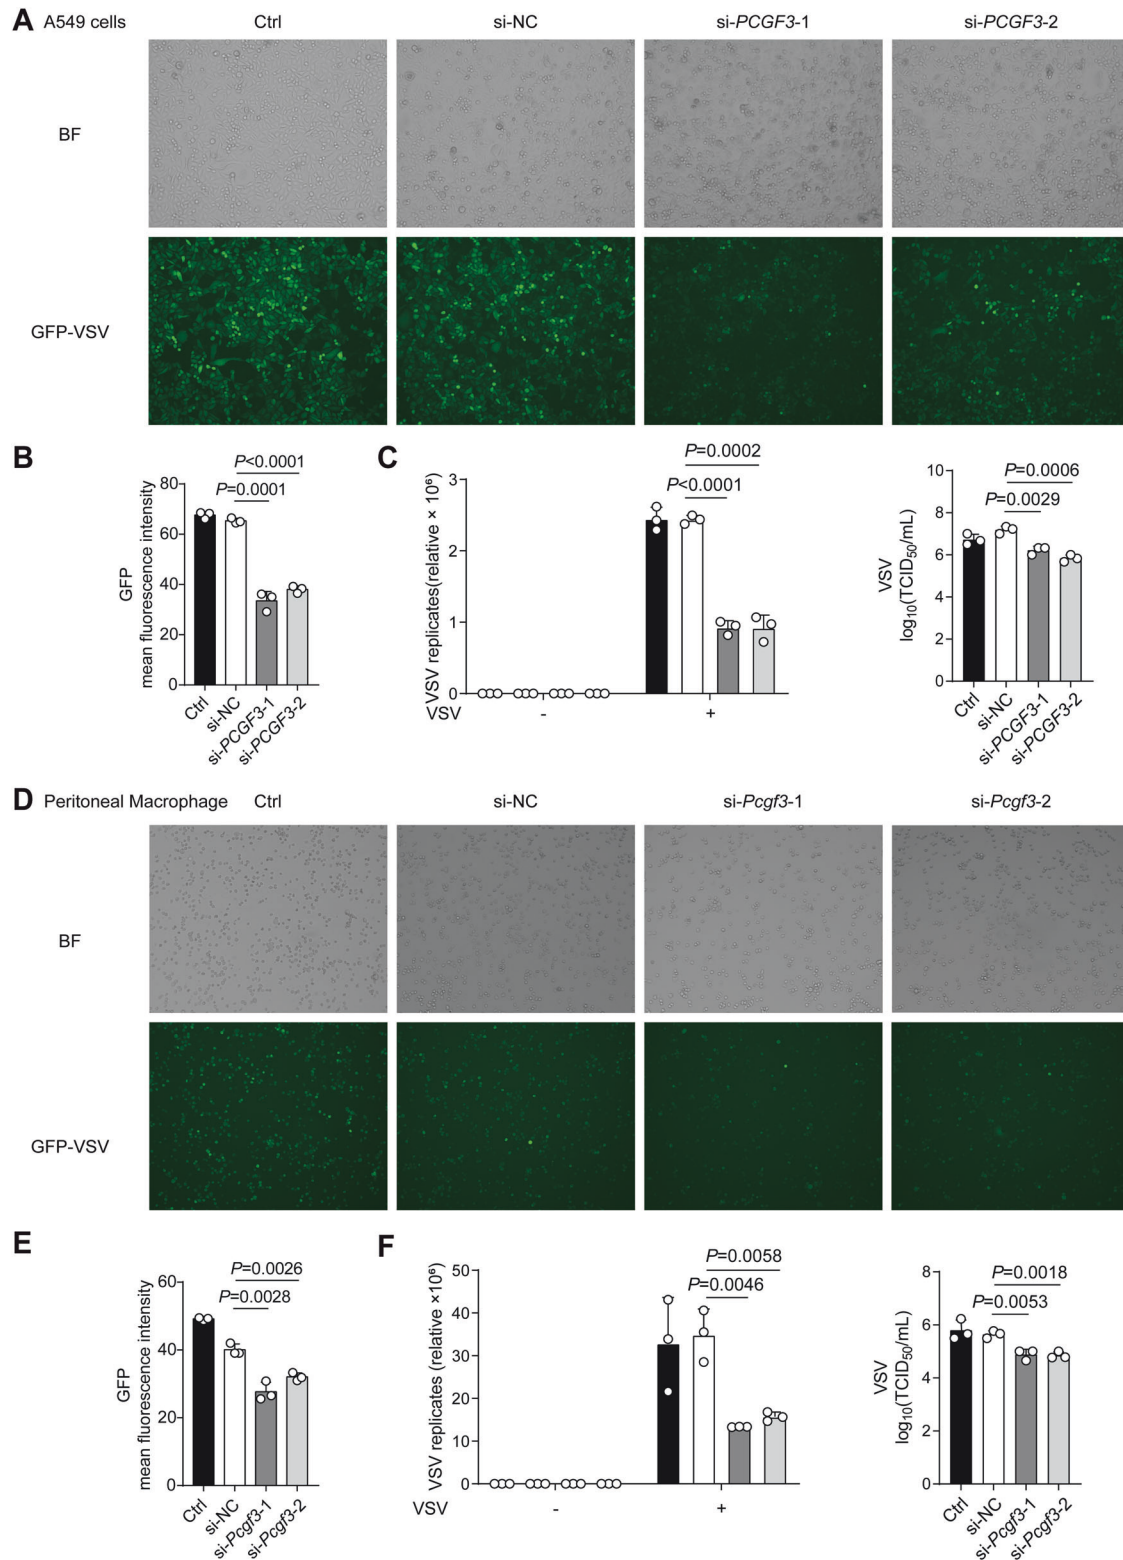 A A549 cells Ctrl si-NC si-PCGF3-1 si-PCGF3-2
BF
GFP-VSV
B
GFP
mean fluorescence intensity
80
60
40
20
0
P<0.0001
P=0.0001
Ctrl
si-NC
si-PCGF3-1
si-PCGF3-2
C
VSV replicates(relative × 10⁶)
3
2
1
0
P=0.0002
P<0.0001
VSV - +
VSV
log₁₀(TCID₅₀/mL)
10
8
6
4
2
0
P=0.0006
P=0.0029
Ctrl
si-NC
si-PCGF3-1
si-PCGF3-2
D Peritoneal Macrophage Ctrl si-NC si-Pcgf3-1 si-Pcgf3-2
BF
GFP-VSV
E
GFP
mean fluorescence intensity
60
40
20
0
P=0.0026
P=0.0028
Ctrl
si-NC
si-Pcgf3-1
si-Pcgf3-2
F
VSV replicates (relative ×10⁶)
50
40
30
20
10
0
P=0.0058
P=0.0046
VSV - +
VSV
log₁₀(TCID₅₀/mL)
8
6
4
2
0
P=0.0018
P=0.0053
Ctrl
si-NC
si-Pcgf3-1
si-Pcgf3-2